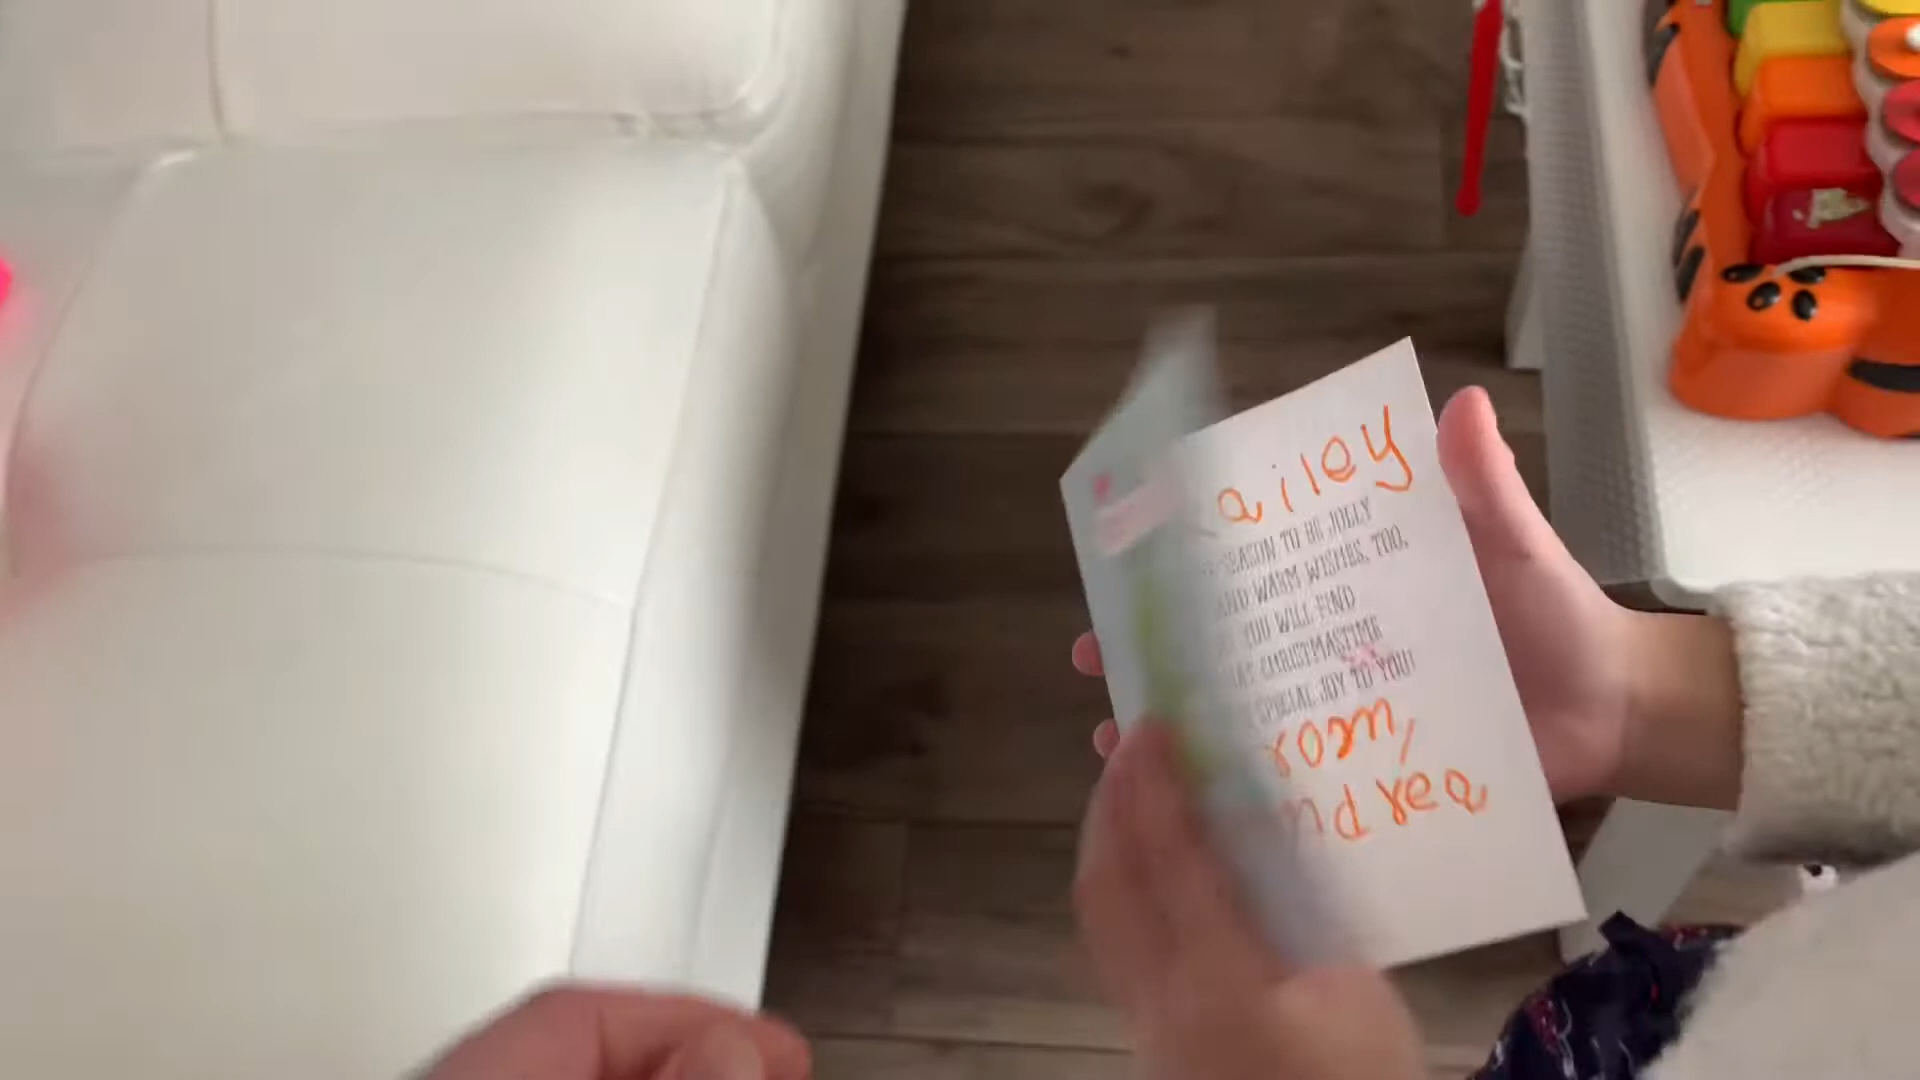 ailey
SEASON TO BE JOLLY
AND WARM WISHES, TOO,
YOU WILL FIND
CHRISTMASTIME
SPECIAL JOY TO YOU!
rom,
ndrea